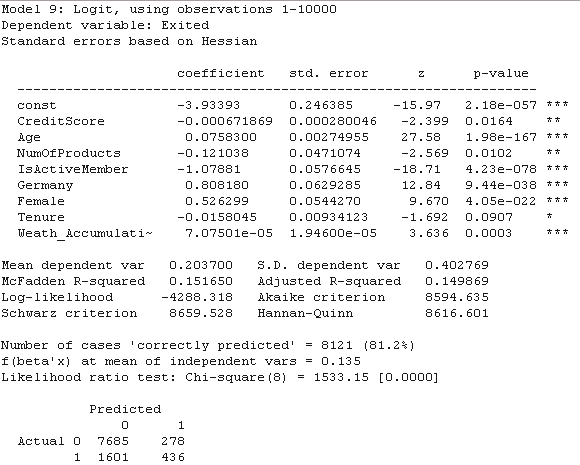 Model 9: Logit, using observations 1-10000
Dependent variable: Exited
Standard errors based on Hessian
coefficient std. error z p-value
const -3.93393 0.246385 -15.97 2.18e-057 ***
CreditScore -0.000671869 0.000280046 -2.399 0.0164 **
Age 0.0758300 0.00274955 27.58 1.98e-167 ***
NumOfProducts -0.121038 0.0471074 -2.569 0.0102 **
IsActiveMember -1.07881 0.0576645 -18.71 4.23e-078 ***
Germany 0.808180 0.0629285 12.84 9.44e-038 ***
Female 0.526299 0.0544270 9.670 4.05e-022 ***
Tenure -0.0158045 0.00934123 -1.692 0.0907 *
Weath_Accumulati~ 7.07501e-05 1.94600e-05 3.636 0.0003 ***
Mean dependent var 0.203700 S.D. dependent var 0.402769
McFadden R-squared 0.151650 Adjusted R-squared 0.149869
Log-likelihood -4288.318 Akaike criterion 8594.635
Schwarz criterion 8659.528 Hannan-Quinn 8616.601
Number of cases 'correctly predicted' = 8121 (81.2%)
f(beta'x) at mean of independent vars = 0.135
Likelihood ratio test: Chi-square(8) = 1533.15 [0.0000]
Predicted
0 1
Actual 0 7685 278
1 1601 436